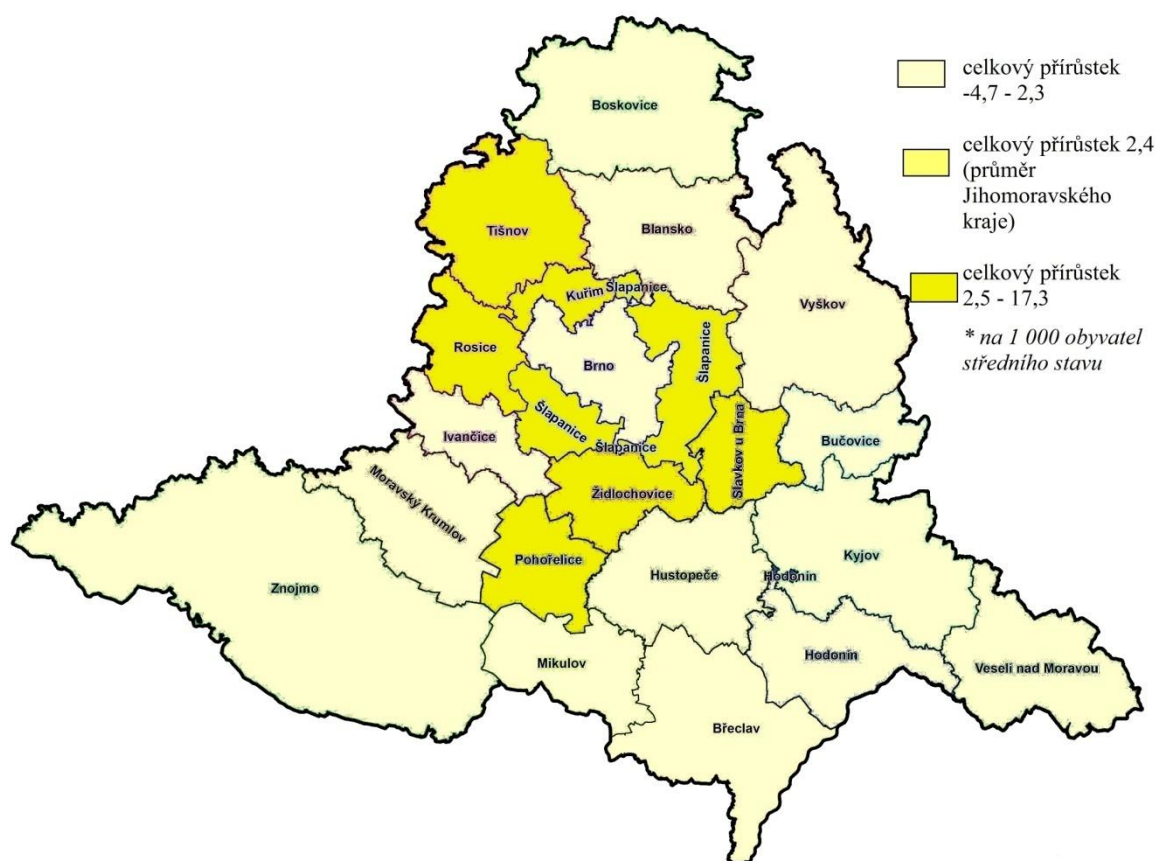 celkový přírůstek
-4,7 - 2,3
celkový přírůstek 2,4
(průměr
Jihomoravského
kraje)
celkový přírůstek
2,5 - 17,3
* na 1 000 obyvatel
středního stavu
Boskovice
Tišnov
Blansko
Kuřim
Šlapanice
Vyškov
Rosice
Brno
Šlapanice
Šlapanice
Ivančice
Šlapanice
Slavkov u Brna
Bučovice
Moravský Krumlov
Židlochovice
Pohořelice
Kyjov
Znojmo
Hustopeče
Hodonín
Mikulov
Hodonín
Veselí nad Moravou
Břeclav